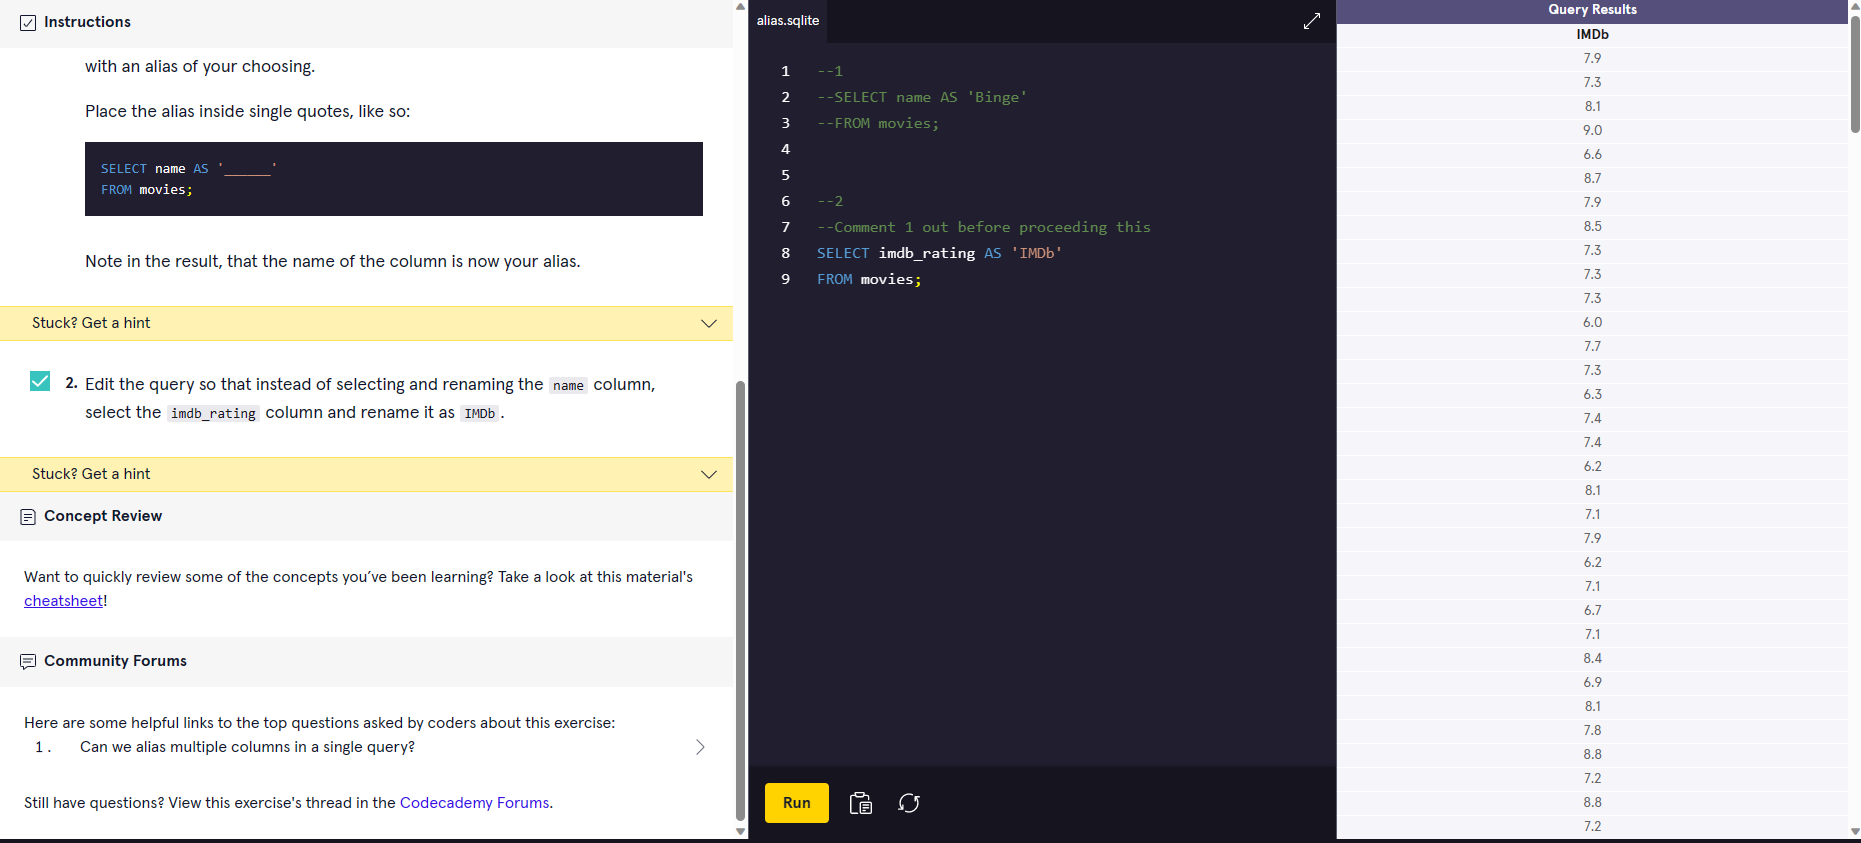 Instructions
with an alias of your choosing.
Place the alias inside single quotes, like so:
SELECT name AS '______'
FROM movies;
Note in the result, that the name of the column is now your alias.
Stuck? Get a hint
2. Edit the query so that instead of selecting and renaming the name column,
select the imdb_rating column and rename it as IMDb.
Stuck? Get a hint
Concept Review
Want to quickly review some of the concepts you've been learning? Take a look at this material's
cheatsheet!
Community Forums
Here are some helpful links to the top questions asked by coders about this exercise:
1. Can we alias multiple columns in a single query?
Still have questions? View this exercise's thread in the Codecademy Forums.
alias.sqlite
1 --1
2 --SELECT name AS 'Binge'
3 --FROM movies;
4
5
6 --2
7 --Comment 1 out before proceeding this
8 SELECT imdb_rating AS 'IMDb'
9 FROM movies;
Run
Query Results
IMDb
7.9
7.3
8.1
9.0
6.6
8.7
7.9
8.5
7.3
7.3
7.3
6.0
7.7
7.3
6.3
7.4
7.4
6.2
8.1
7.1
7.9
6.2
7.1
6.7
7.1
8.4
6.9
8.1
7.8
8.8
7.2
8.8
7.2